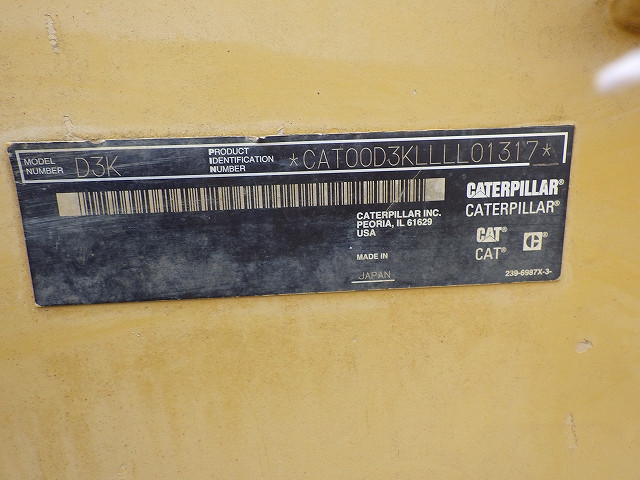 MODEL NUMBER D3K
PRODUCT IDENTIFICATION NUMBER *CAT00D3KLLLL01317*
CATERPILLAR®
CATERPILLAR®
CATERPILLAR INC.
PEORIA, IL 61629
USA
CAT® C®
CAT®
MADE IN
JAPAN
239-6987X-3-